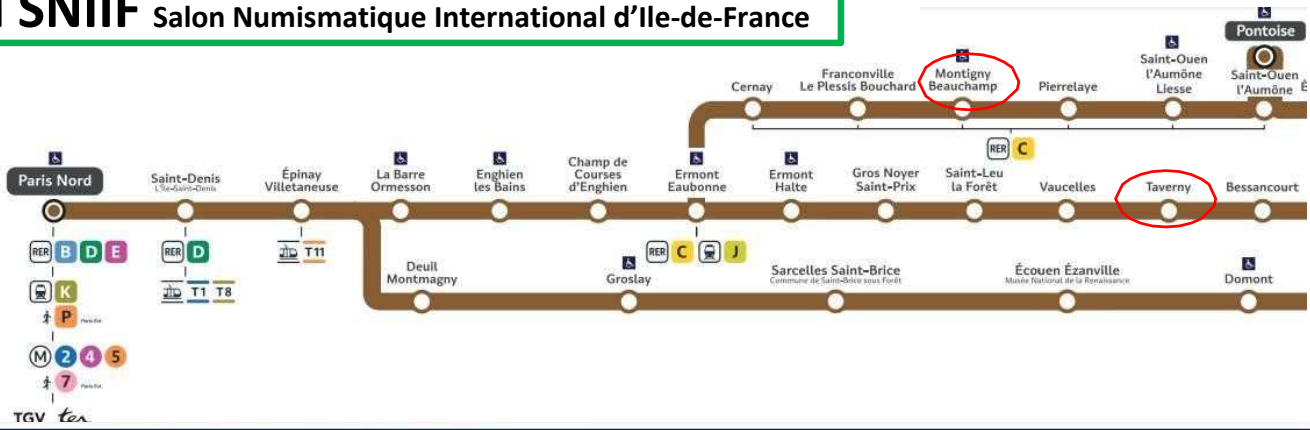 SNIIF Salon Numismatique International d'Ile-de-France
Pontoise
Cernay
Franconville
Le Plessis Bouchard
Montigny
Beauchamp
Pierrelaye
Saint-Ouen
l'Aumône
Liesse
Saint-Ouen
l'Aumône
RER C
Paris Nord
Saint-Denis
L'Île-Saint-Denis
Épinay
Villetaneuse
La Barre
Ormesson
Enghien
les Bains
Champ de
Courses
d'Enghien
Ermont
Eaubonne
Ermont
Halte
Gros Noyer
Saint-Prix
Saint-Leu
la Forêt
Vaucelles
Taverny
Bessancourt
RER B D E
K
P
M 2 4 5
7
TGV ter
RER D
T1 T8
T11
RER C J
Deuil
Montmagny
Groslay
Sarcelles Saint-Brice
Commune de Saint-Brice sous Forêt
Écouen Ézanville
Musée National de la Renaissance
Domont